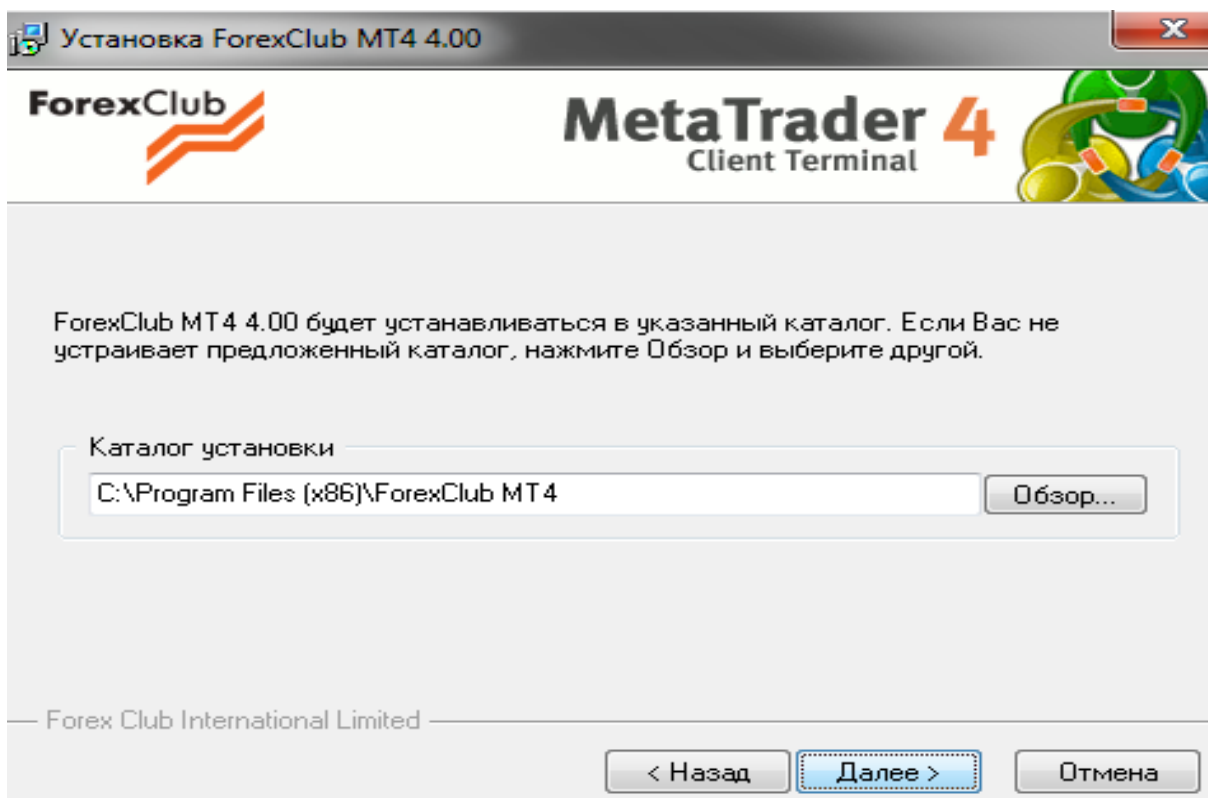 Установка ForexClub MT4 4.00
ForexClub
MetaTrader 4
Client Terminal
ForexClub MT4 4.00 будет устанавливаться в указанный каталог. Если Вас не
устраивает предложенный каталог, нажмите Обзор и выберите другой.
Каталог установки
C:\Program Files (x86)\ForexClub MT4
Обзор...
Forex Club International Limited
< Назад
Далее >
Отмена